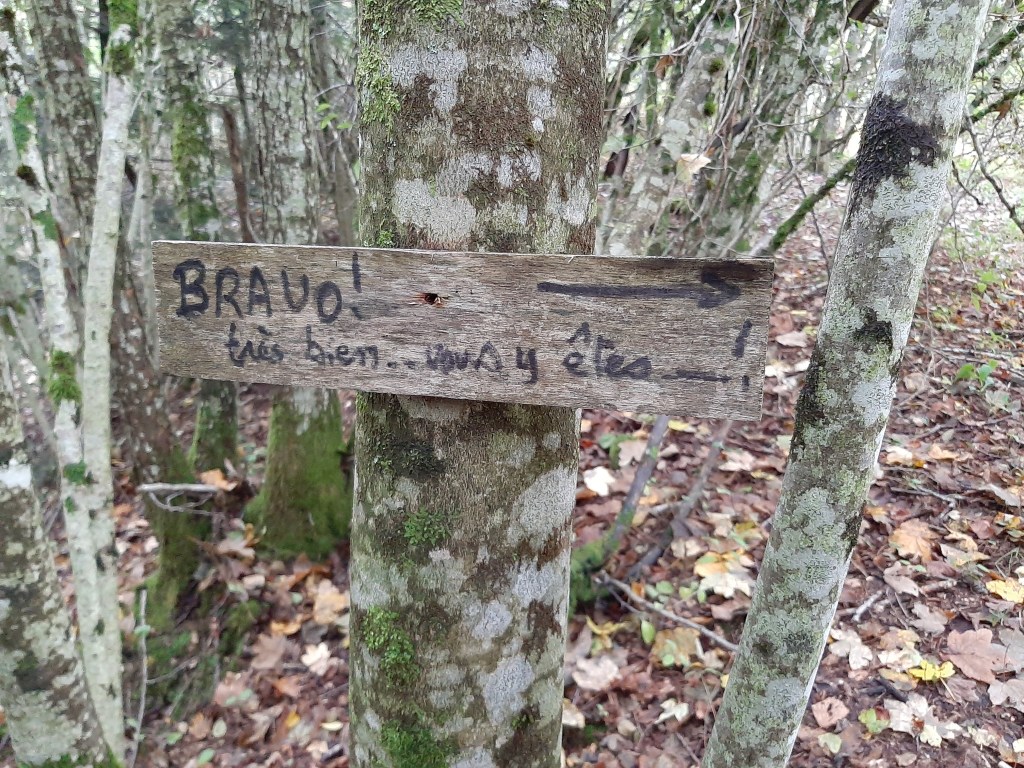 BRAVO! →
très bien... vous y êtes —!